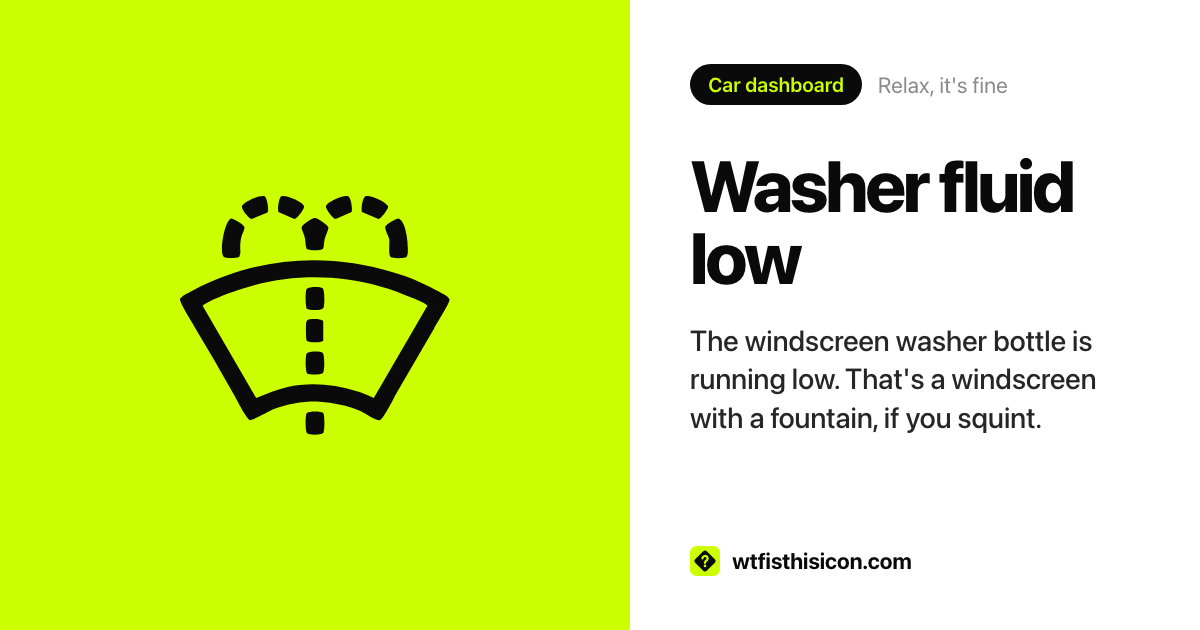 Car dashboard
Relax, it's fine
Washer fluid
low
The windscreen washer bottle is
running low. That's a windscreen
with a fountain, if you squint.
?
wtfisthisicon.com